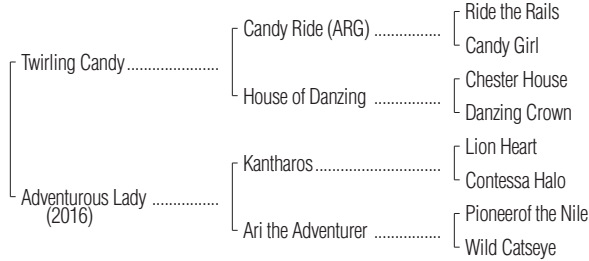 Ride the Rails
Candy Ride (ARG) ................
Candy Girl
Twirling Candy ......................
Chester House
House of Danzing ................
Danzing Crown
Lion Heart
Kantharos ..............................
Contessa Halo
Adventurous Lady ................
(2016)
Pioneerof the Nile
Ari the Adventurer ................
Wild Catseye